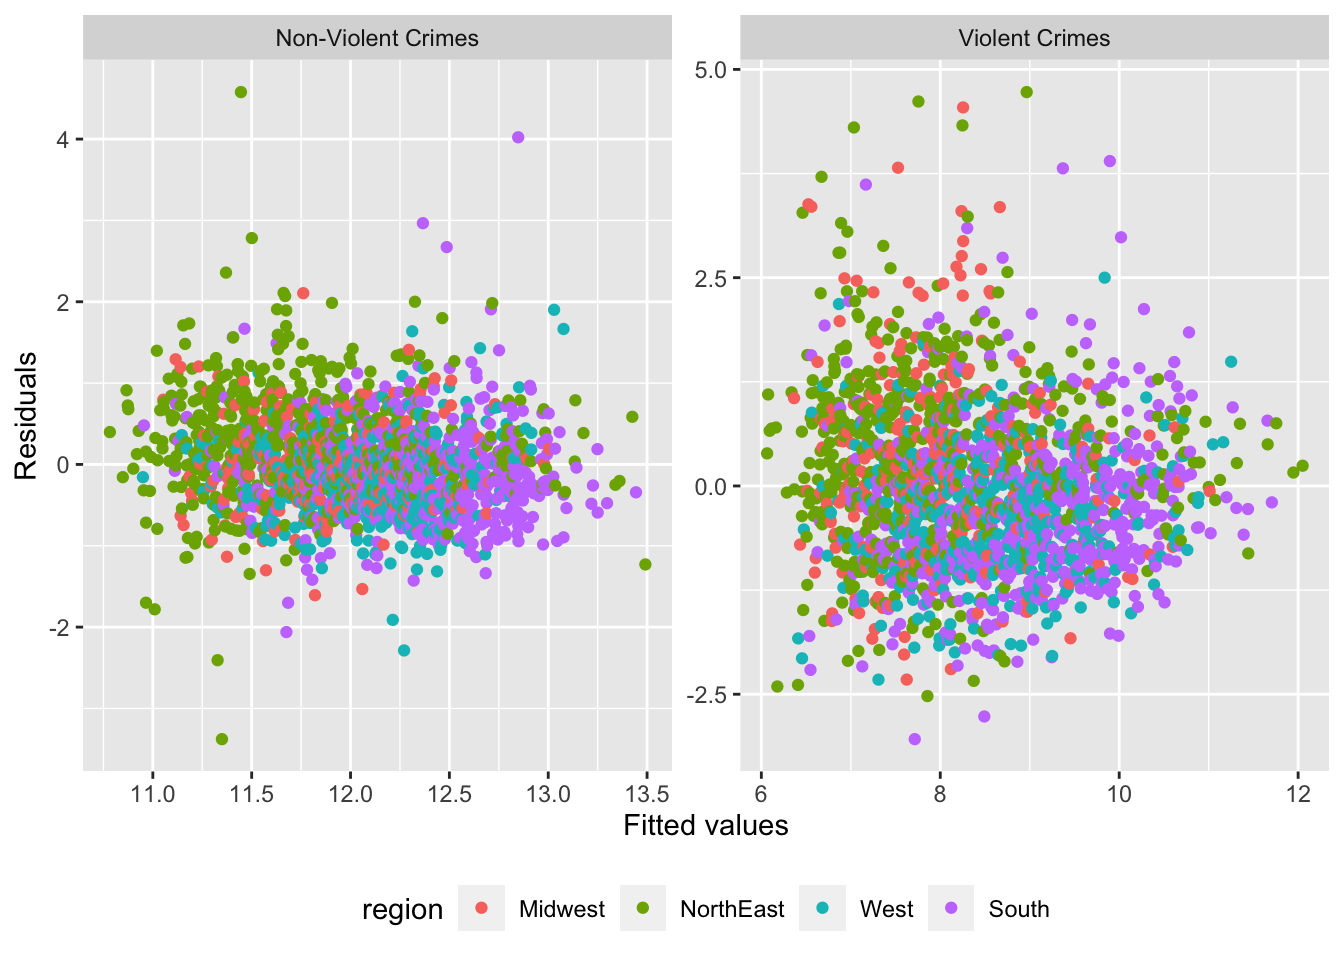 Non-Violent Crimes
Violent Crimes
Residuals
4
2
0
-2
5.0
2.5
0.0
-2.5
11.0 11.5 12.0 12.5 13.0 13.5
6 8 10 12
Fitted values
region Midwest NorthEast West South